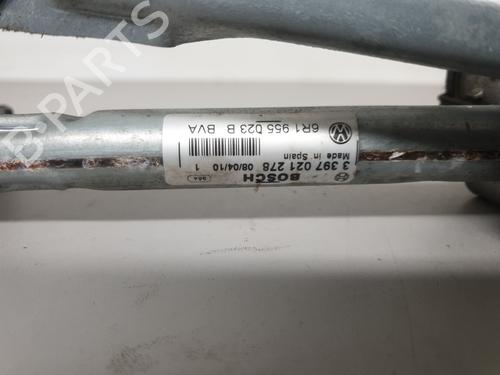 BOSCH
3 397 021 278 08/04/10 1
Made in Spain
6R1 955 023 B BVA
B-PARTS